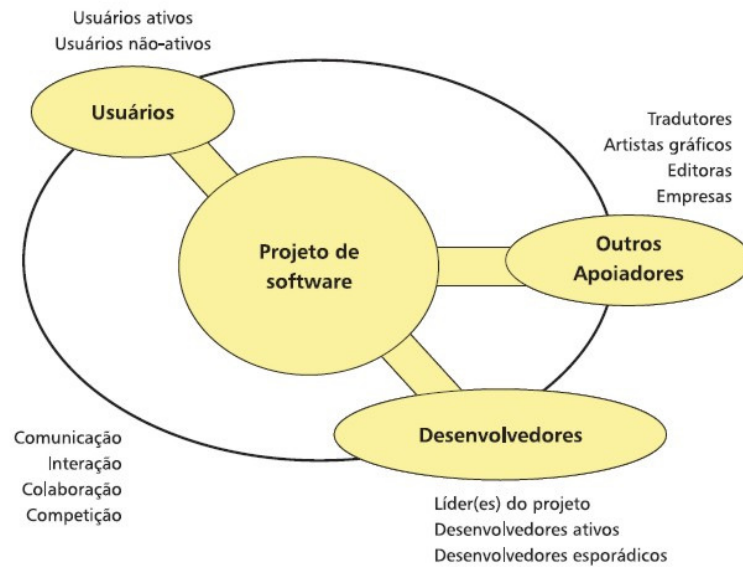 Usuários ativos
Usuários não-ativos
Usuários
Tradutores
Artistas gráficos
Editoras
Empresas
Projeto de
software
Outros
Apoiadores
Desenvolvedores
Comunicação
Interação
Colaboração
Competição
Líder(es) do projeto
Desenvolvedores ativos
Desenvolvedores esporádicos